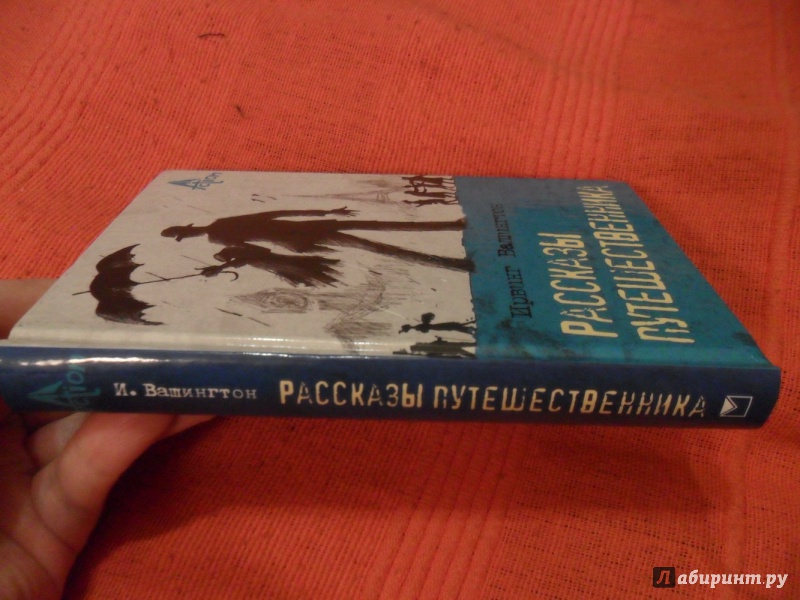 Ирвинг Вашингтон
РАССКАЗЫ
ПУТЕШЕСТВЕННИКА
И. Вашингтон РАССКАЗЫ ПУТЕШЕСТВЕННИКА
Лабиринт.ру